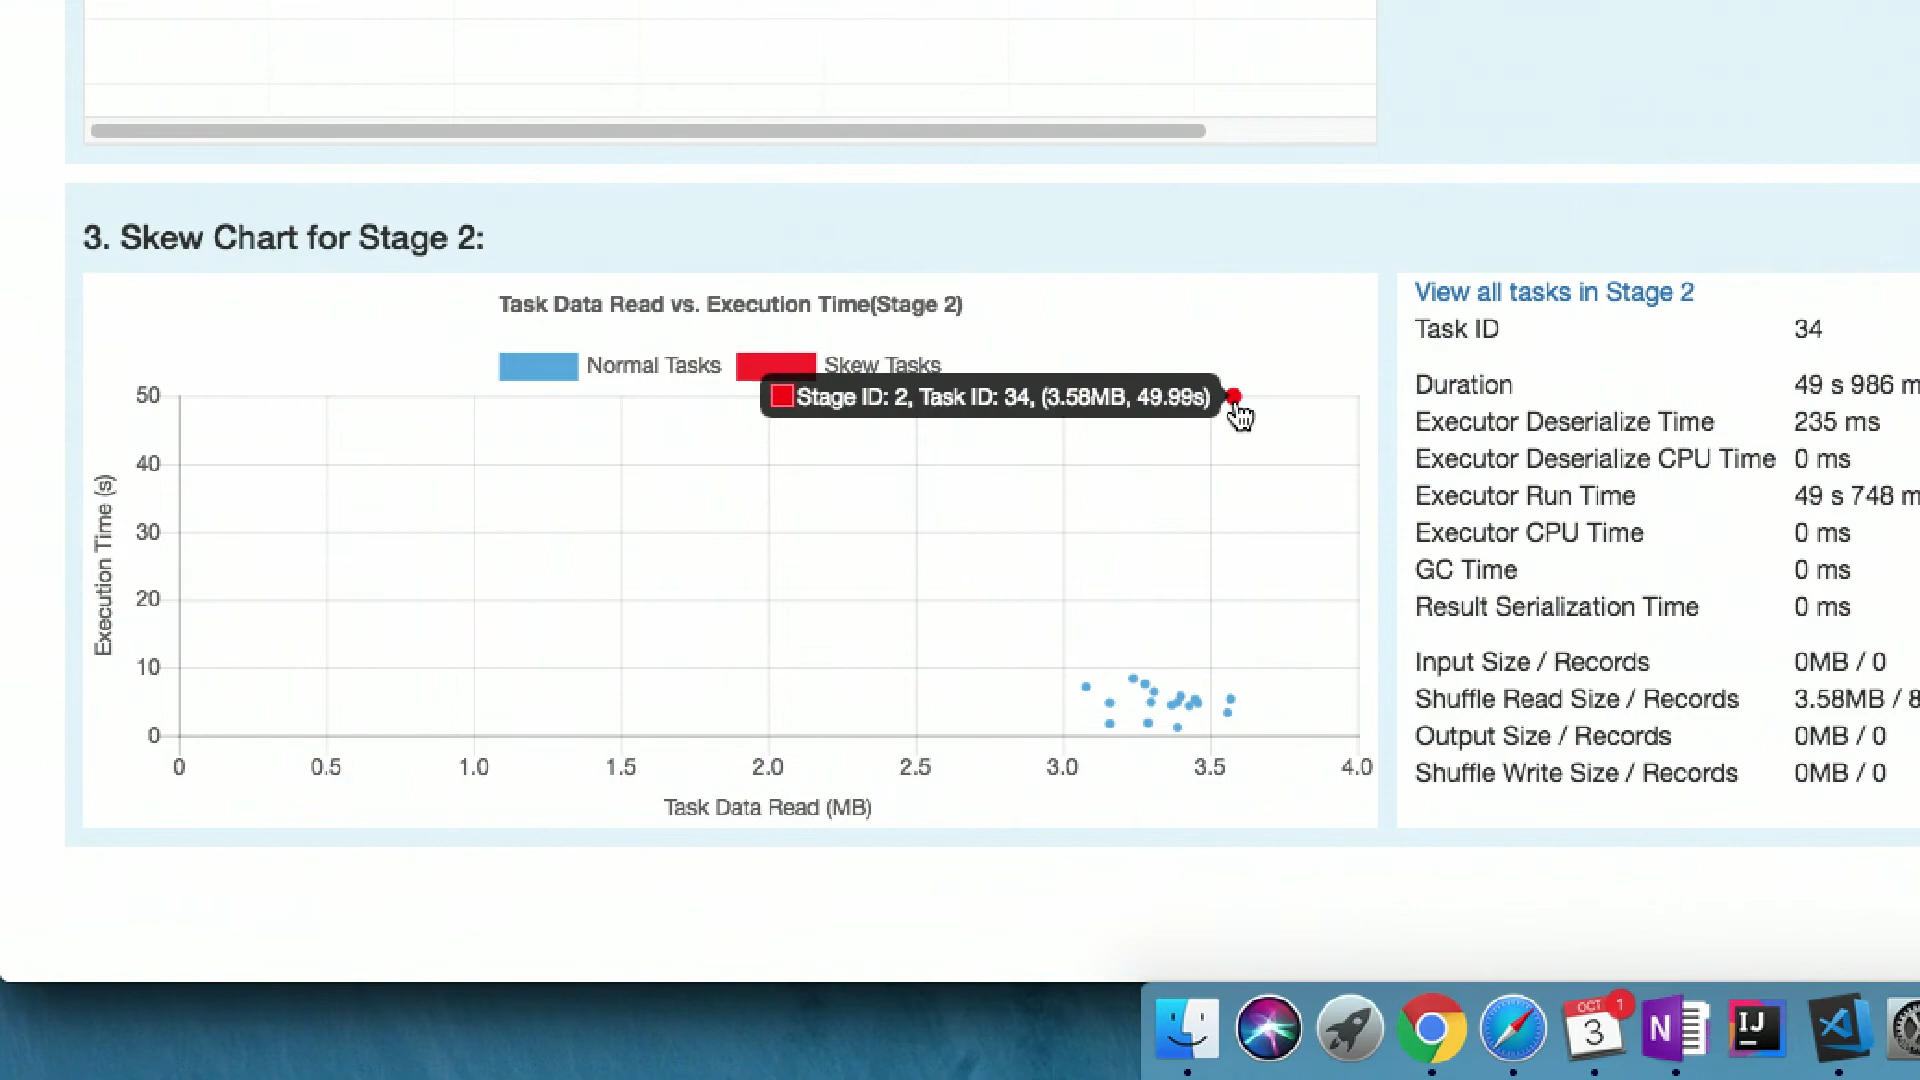 3. Skew Chart for Stage 2:
Task Data Read vs. Execution Time(Stage 2)
Normal Tasks
Skew Tasks
Stage ID: 2, Task ID: 34, (3.58MB, 49.99s)
50
40
30
20
10
0
Execution Time (s)
0 0.5 1.0 1.5 2.0 2.5 3.0 3.5 4.0
Task Data Read (MB)
View all tasks in Stage 2
Task ID 34
Duration 49 s 986 m
Executor Deserialize Time 235 ms
Executor Deserialize CPU Time 0 ms
Executor Run Time 49 s 748 m
Executor CPU Time 0 ms
GC Time 0 ms
Result Serialization Time 0 ms
Input Size / Records 0MB / 0
Shuffle Read Size / Records 3.58MB / 8
Output Size / Records 0MB / 0
Shuffle Write Size / Records 0MB / 0
OCT 1
3
N
IJ